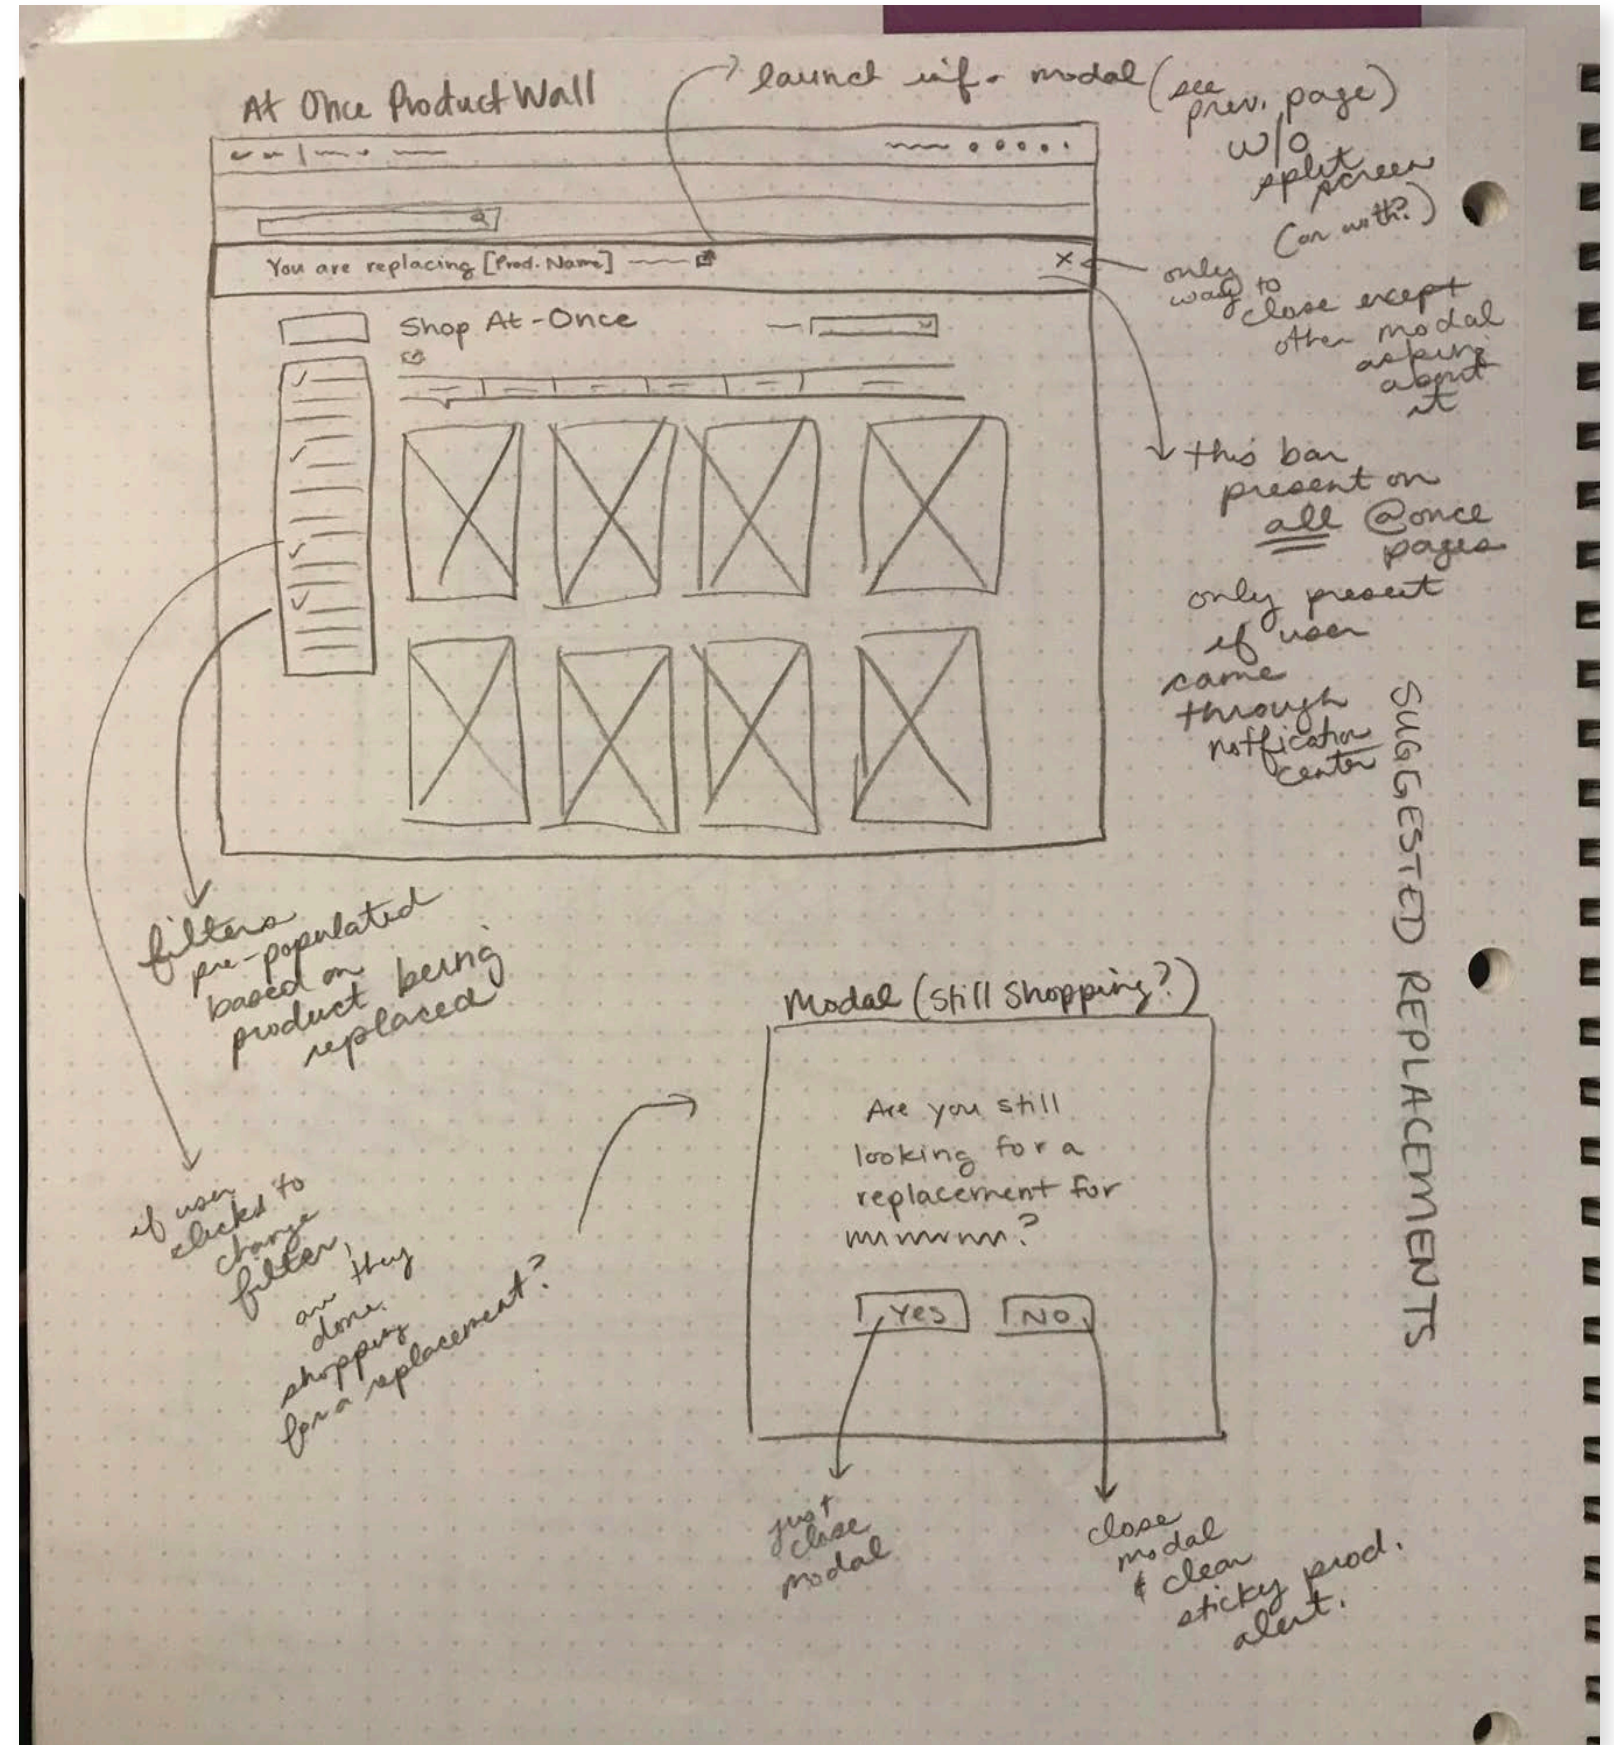 At Once Product Wall
launch info modal (see
prev. page)
w/o
split
screen
(or with?)
You are replacing [Prod. Name]
x
only
way to
close except
other modal
asking
about
it
Shop At-Once
this bar
present on
all @once
pages
only present
if user
came
through
notification
center
SUGGESTED REPLACEMENTS
filters
pre-populated
based on
product being
replaced
if user
clicks to
change
filter,
are they
done
shopping
for a replacement?
Modal (Still Shopping?)
Are you still
looking for a
replacement for
?
Yes
No
just
close
modal
close
modal
& clear
sticky prod.
alert.